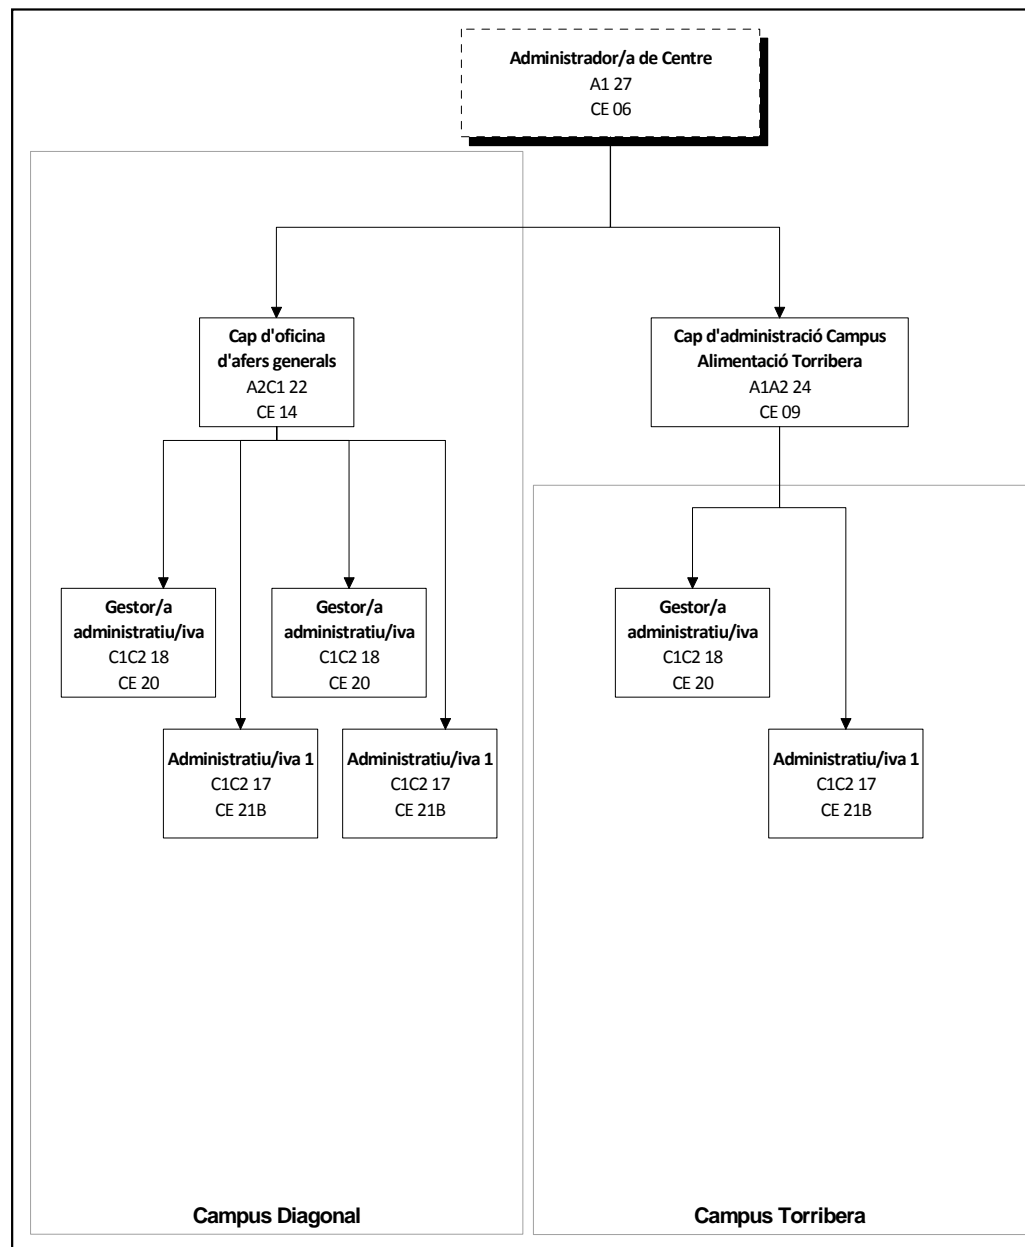 Administrador/a de Centre
A1 27
CE 06
Cap d'oficina
d'afers generals
A2C1 22
CE 14
Cap d'administració Campus
Alimentació Torribera
A1A2 24
CE 09
Gestor/a
administratiu/iva
C1C2 18
CE 20
Gestor/a
administratiu/iva
C1C2 18
CE 20
Gestor/a
administratiu/iva
C1C2 18
CE 20
Administratiu/iva 1
C1C2 17
CE 21B
Administratiu/iva 1
C1C2 17
CE 21B
Administratiu/iva 1
C1C2 17
CE 21B
Campus Diagonal
Campus Torribera